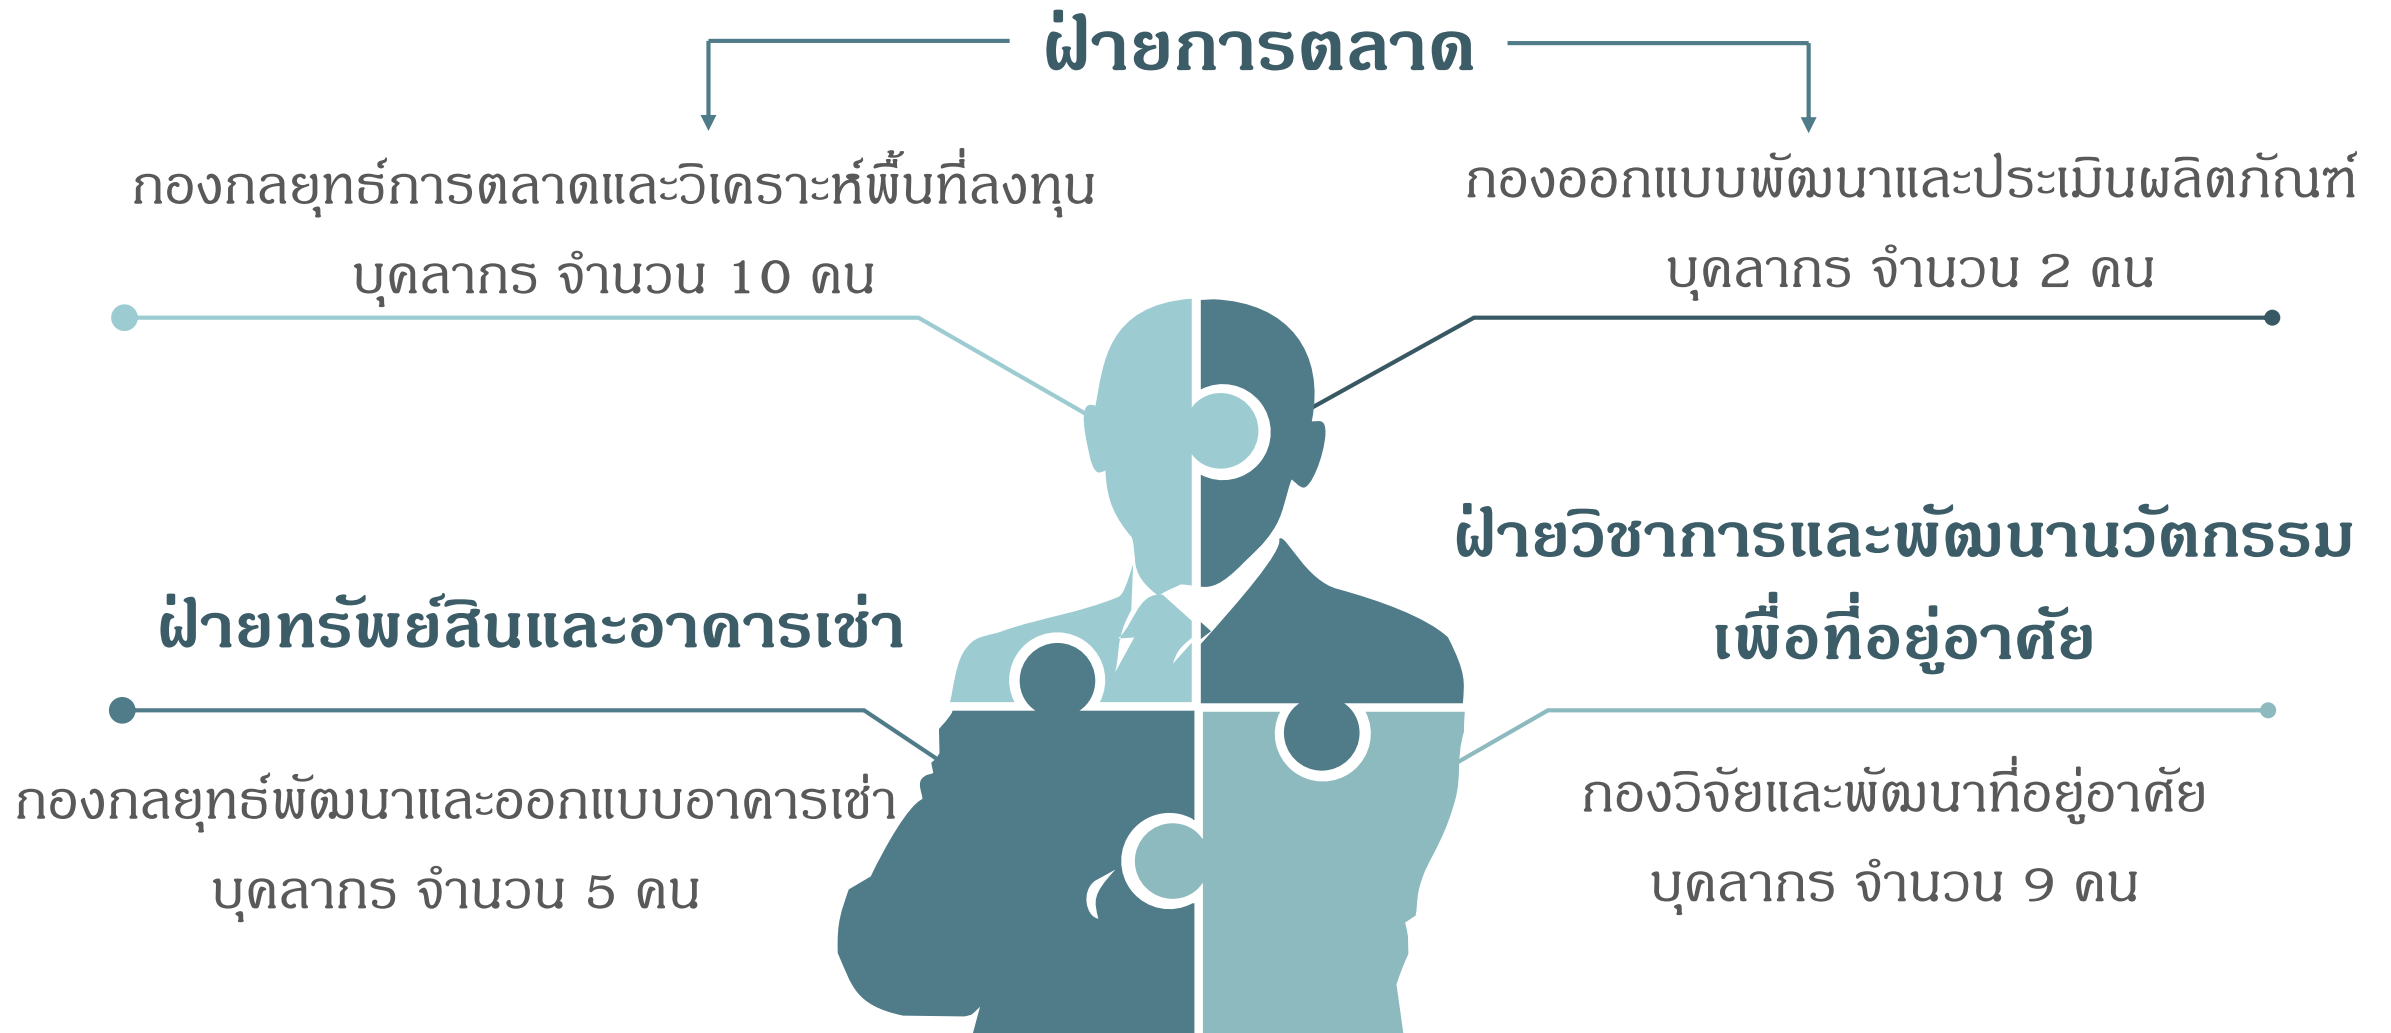 ฝ่ายการตลาด
กองกลยุทธ์การตลาดและวิเคราะห์พื้นที่ลงทุน
บุคลากร จำนวน 10 คน
กองออกแบบพัฒนาและประเมินผลิตภัณฑ์
บุคลากร จำนวน 2 คน
ฝ่ายทรัพย์สินและอาคารเช่า
กองกลยุทธ์พัฒนาและออกแบบอาคารเช่า
บุคลากร จำนวน 5 คน
ฝ่ายวิชาการและพัฒนานวัตกรรม
เพื่อที่อยู่อาศัย
กองวิจัยและพัฒนาที่อยู่อาศัย
บุคลากร จำนวน 9 คน